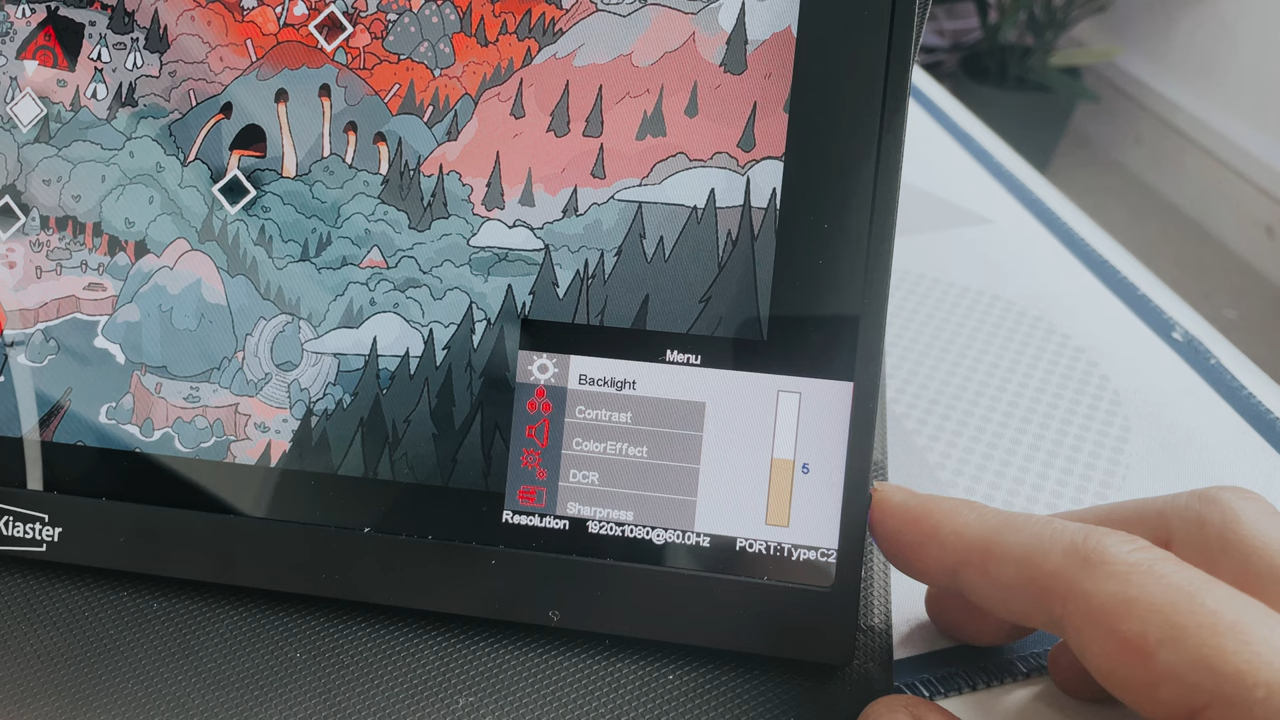 Menu
Backlight
Contrast
ColorEffect
DCR
Sharpness
5
Resolution 1920x1080@60.0Hz PORT:TypeC2
Kiaster